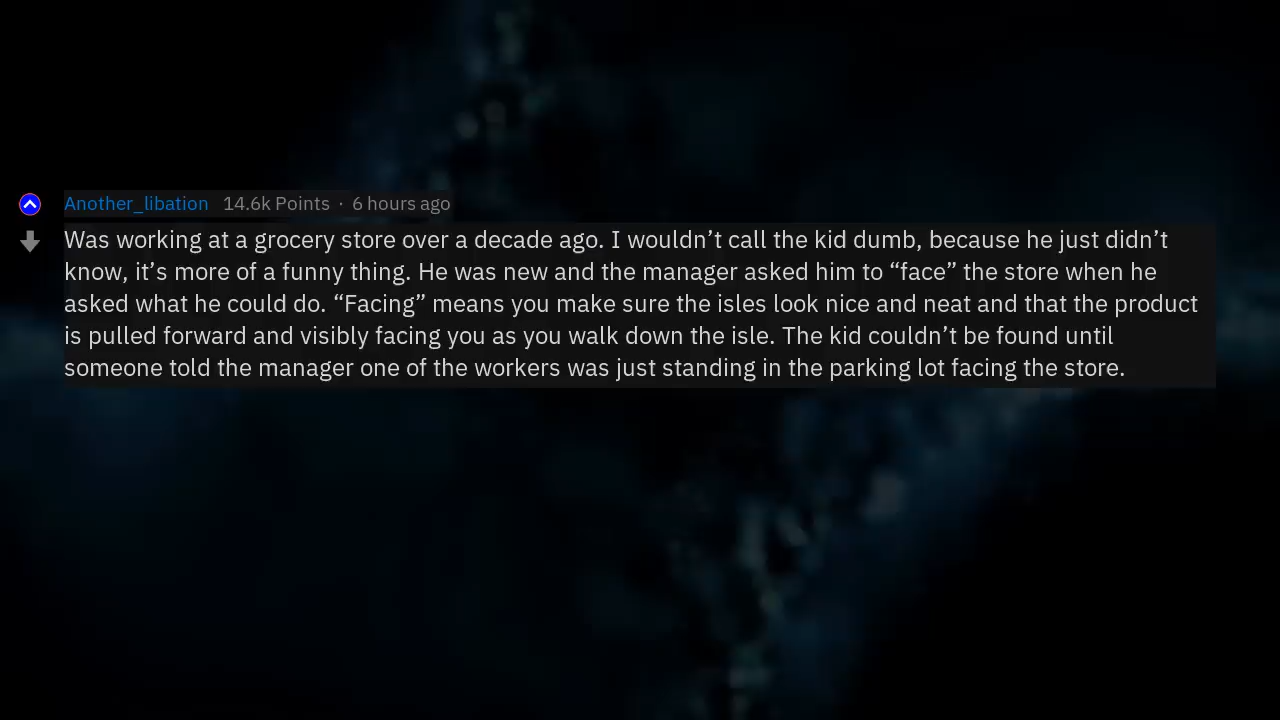 Another_libation 14.6k Points · 6 hours ago
Was working at a grocery store over a decade ago. I wouldn’t call the kid dumb, because he just didn’t
know, it’s more of a funny thing. He was new and the manager asked him to “face” the store when he
asked what he could do. “Facing” means you make sure the isles look nice and neat and that the product
is pulled forward and visibly facing you as you walk down the isle. The kid couldn’t be found until
someone told the manager one of the workers was just standing in the parking lot facing the store.